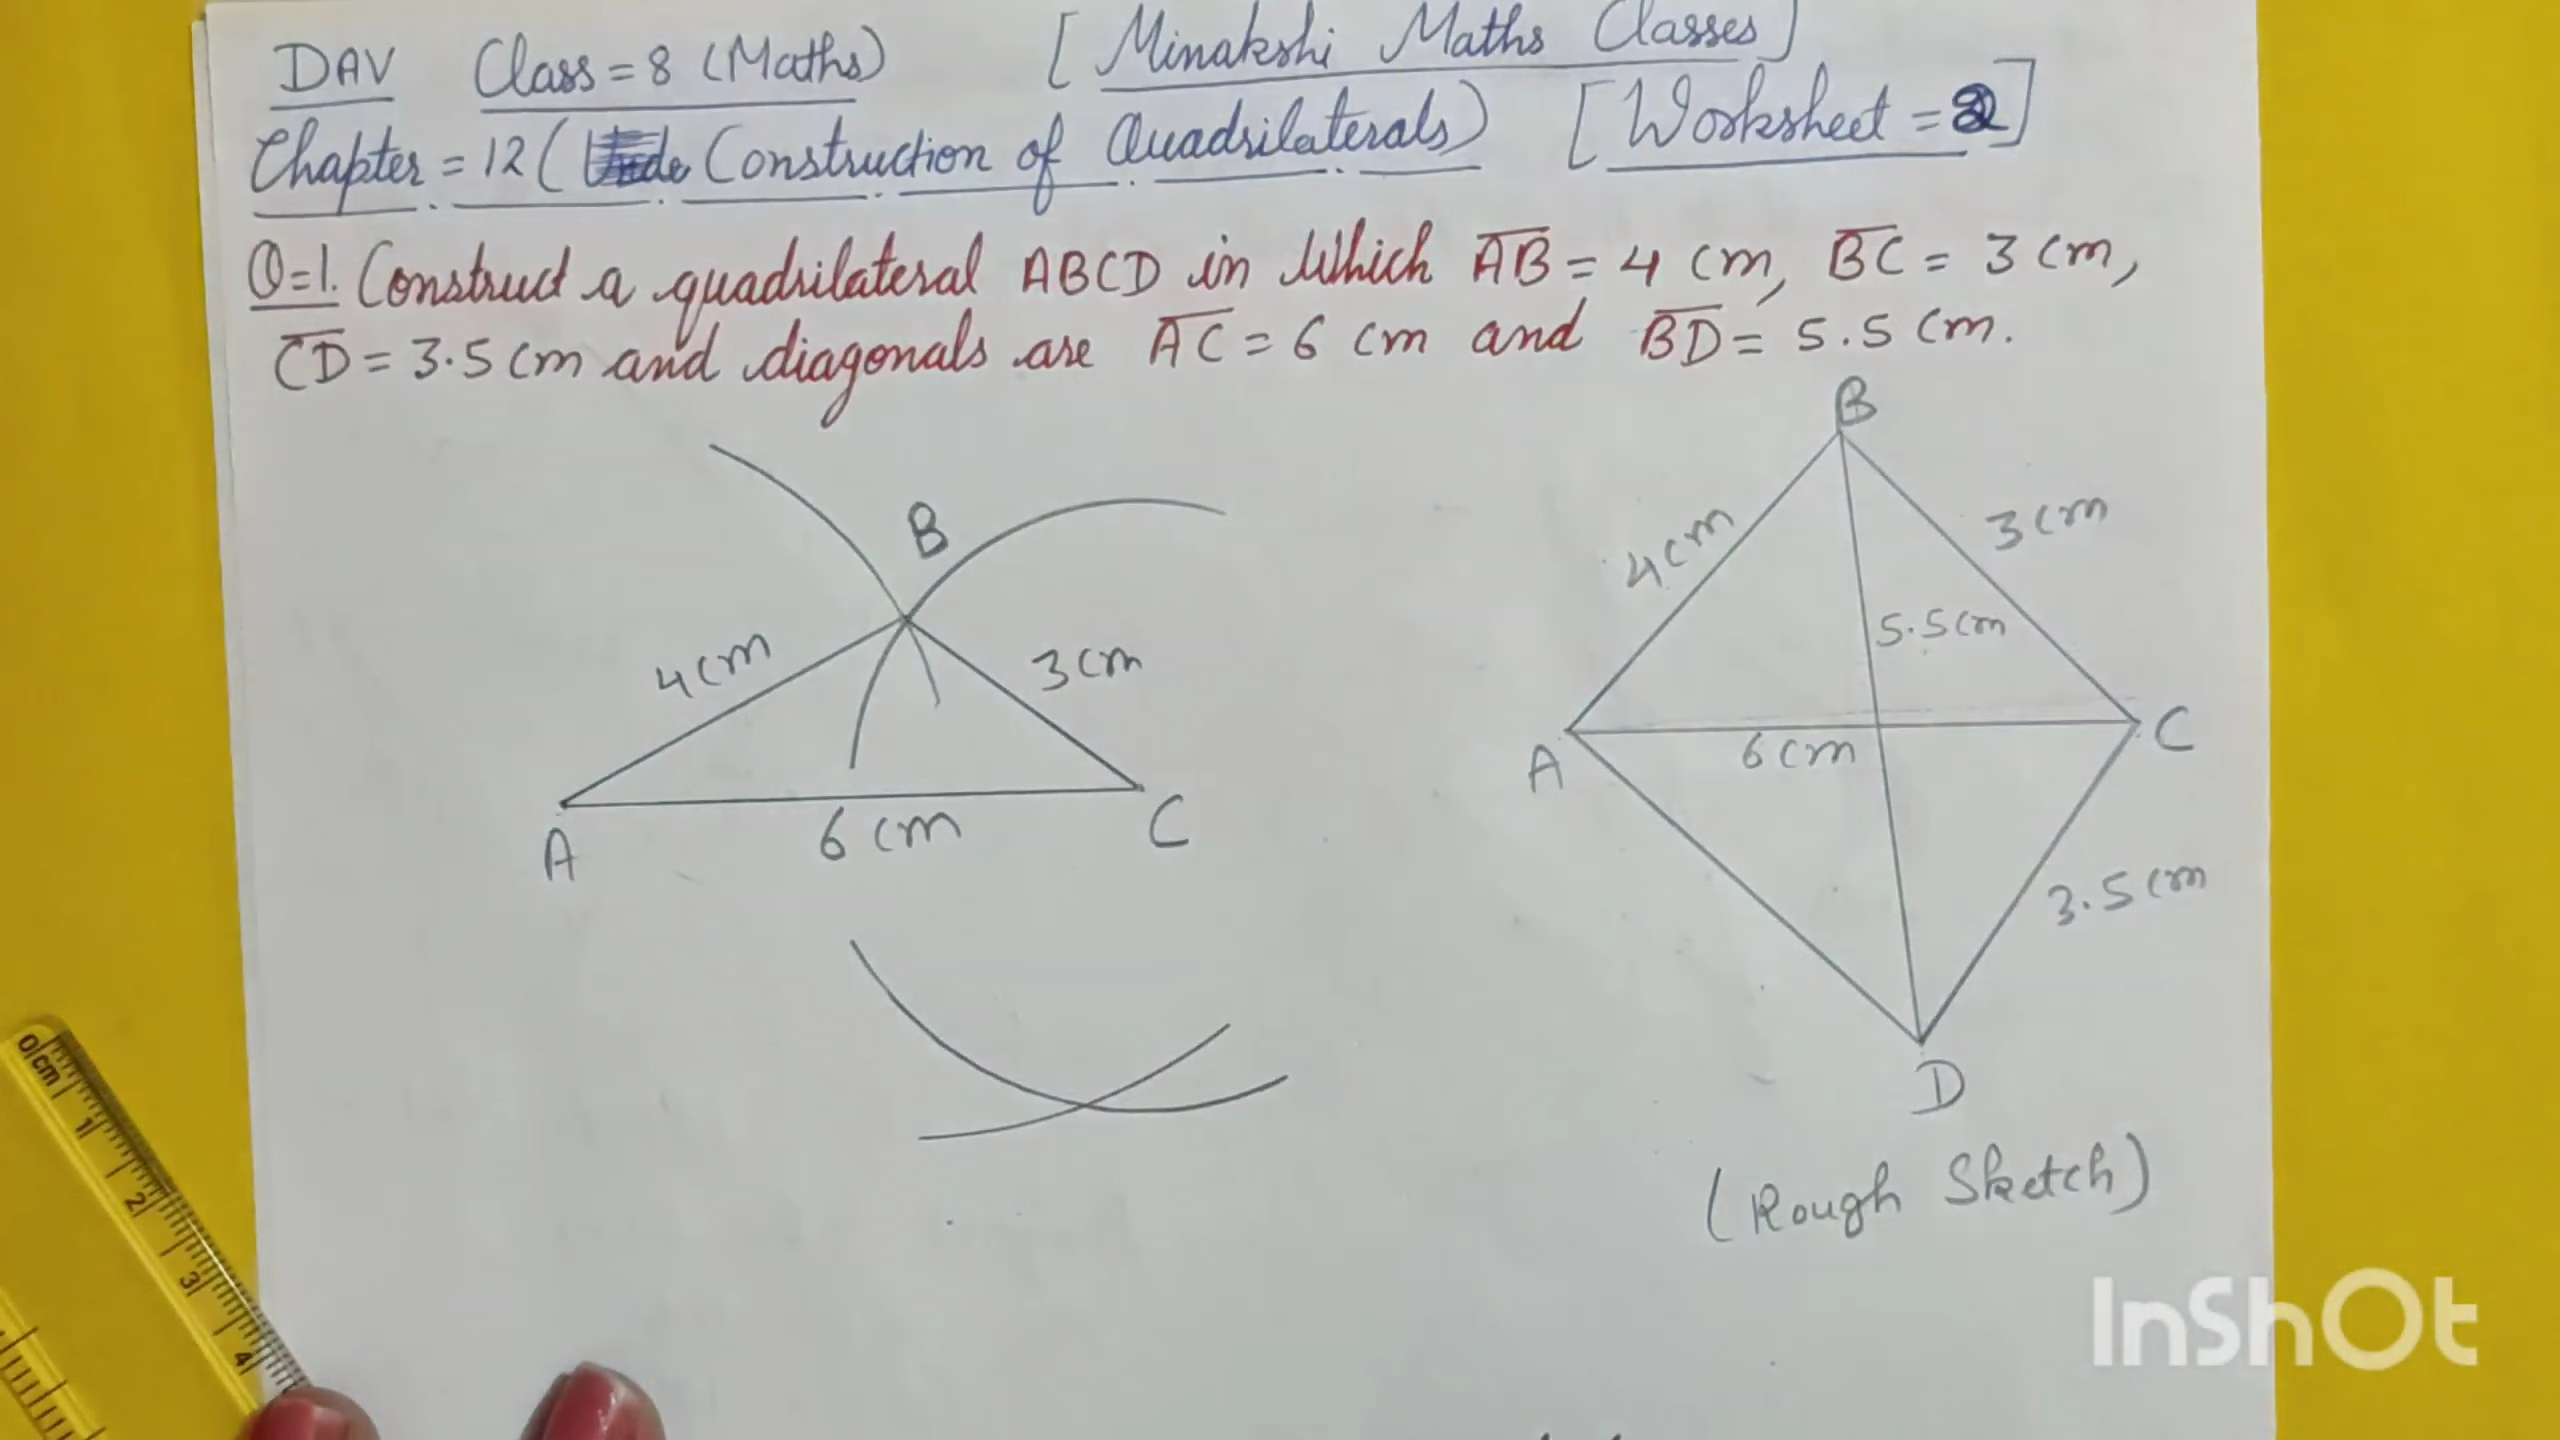 DAV Class=8 (Maths) [Minakshi Maths Classes]
Chapter=12 (Construction of Quadrilaterals) [Worksheet=2]
Q=1. Construct a quadrilateral ABCD in which AB = 4 cm, BC = 3 cm,
CD = 3.5 cm and diagonals are AC = 6 cm and BD = 5.5 cm.
B
4cm
3cm
A
6 cm
C
B
4cm
3cm
5.5cm
A
6cm
C
3.5cm
D
(Rough Sketch)
0 cm
1
2
3
4
InShOt